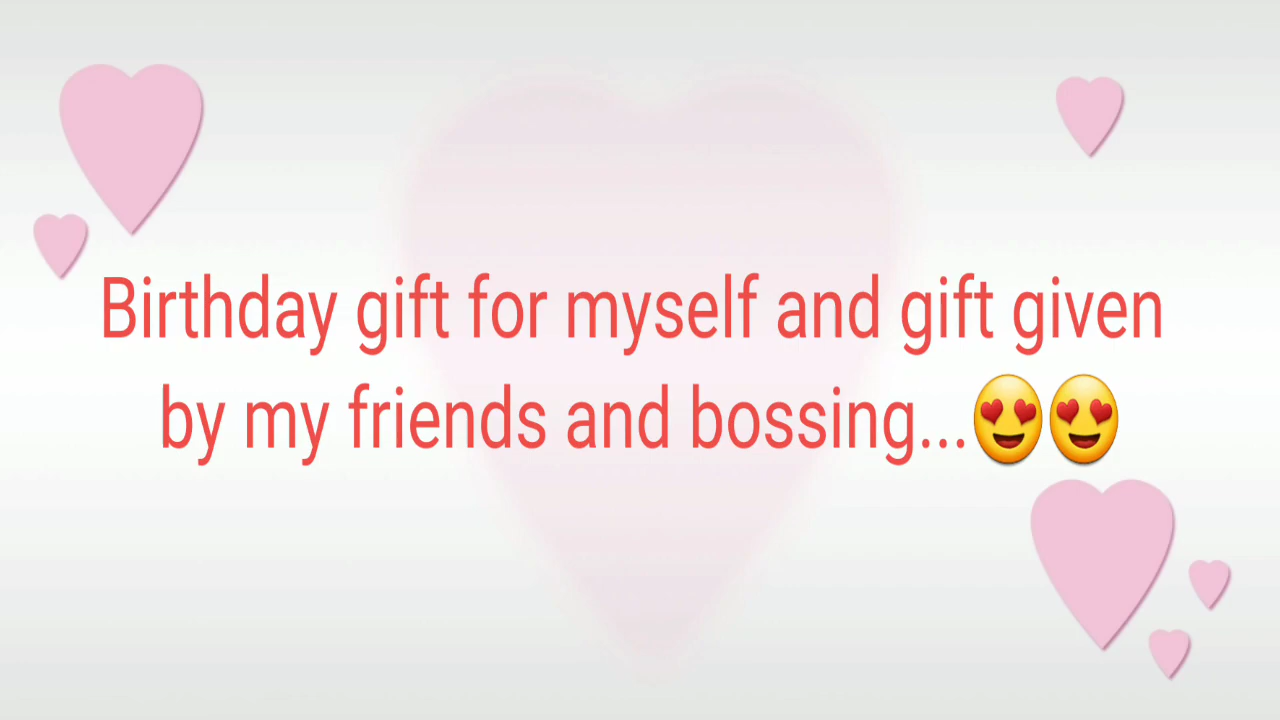 Birthday gift for myself and gift given
by my friends and bossing...😍😍